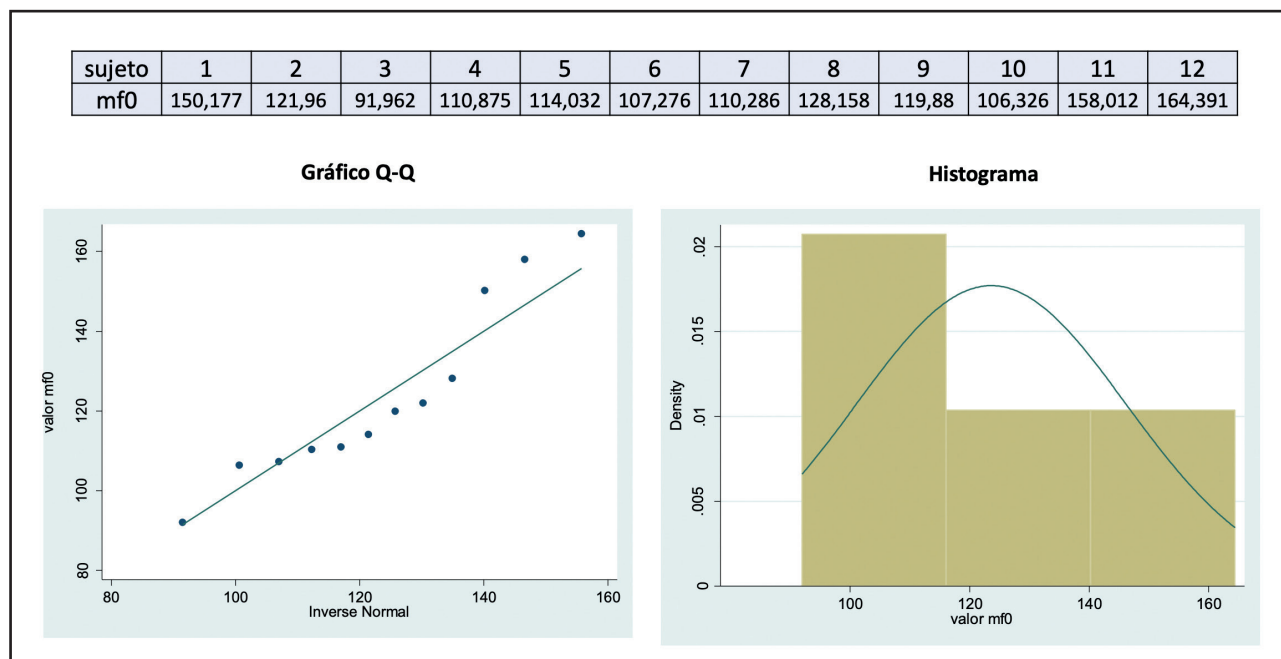 sujeto 1 2 3 4 5 6 7 8 9 10 11 12
mf0 150,177 121,96 91,962 110,875 114,032 107,276 110,286 128,158 119,88 106,326 158,012 164,391
Gráfico Q-Q
valor mf0
160
140
120
100
80
80 100 120 140 160
Inverse Normal
Histograma
Density
.02
.015
.01
.005
0
100 120 140 160
valor mf0